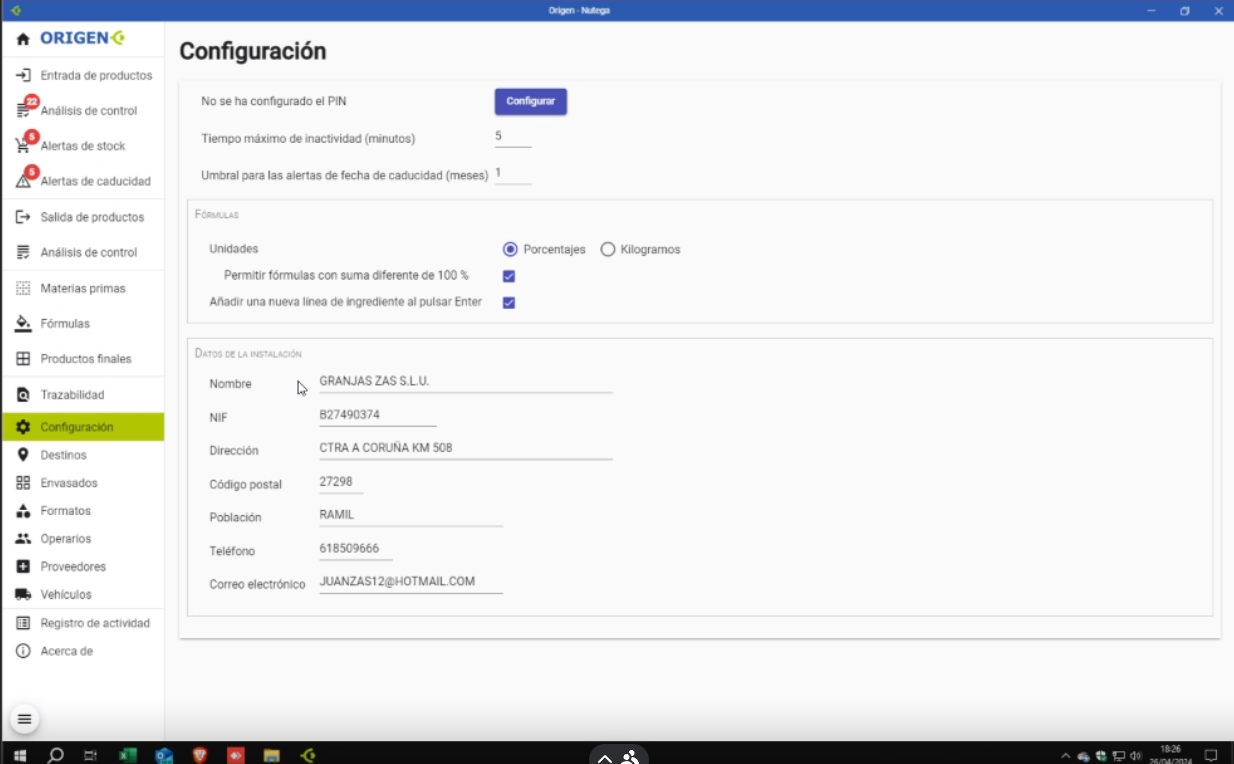 Origen - Nutega
ORIGEN
Configuración
Entrada de productos
22
Análisis de control
5
Alertas de stock
5
Alertas de caducidad
Salida de productos
Análisis de control
Materias primas
Fórmulas
Productos finales
Trazabilidad
Configuración
Destinos
Envasados
Formatos
Operarios
Proveedores
Vehículos
Registro de actividad
Acerca de
No se ha configurado el PIN
Configurar
Tiempo máximo de inactividad (minutos) 5
Umbral para las alertas de fecha de caducidad (meses) 1
FÓRMULAS
Unidades Porcentajes Kilogramos
Permitir fórmulas con suma diferente de 100 %
Añadir una nueva línea de ingrediente al pulsar Enter
DATOS DE LA INSTALACIÓN
Nombre GRANJAS ZAS S.L.U.
NIF B27490374
Dirección CTRA A CORUÑA KM 508
Código postal 27298
Población RAMIL
Teléfono 618509666
Correo electrónico JUANZAS12@HOTMAIL.COM
18:26
26/04/2024